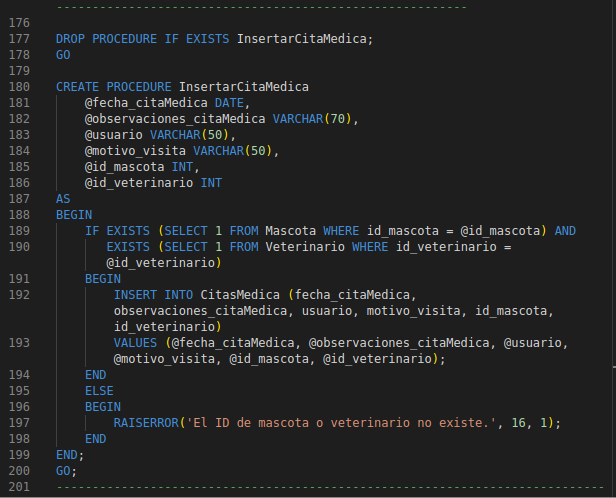 ------------------------------------------------------------
176
177 DROP PROCEDURE IF EXISTS InsertarCitaMedica;
178 GO
179
180 CREATE PROCEDURE InsertarCitaMedica
181 @fecha_citaMedica DATE,
182 @observaciones_citaMedica VARCHAR(70),
183 @usuario VARCHAR(50),
184 @motivo_visita VARCHAR(50),
185 @id_mascota INT,
186 @id_veterinario INT
187 AS
188 BEGIN
189 IF EXISTS (SELECT 1 FROM Mascota WHERE id_mascota = @id_mascota) AND
190 EXISTS (SELECT 1 FROM Veterinario WHERE id_veterinario =
@id_veterinario)
191 BEGIN
192 INSERT INTO CitasMedica (fecha_citaMedica,
observaciones_citaMedica, usuario, motivo_visita, id_mascota,
id_veterinario)
193 VALUES (@fecha_citaMedica, @observaciones_citaMedica, @usuario,
@motivo_visita, @id_mascota, @id_veterinario);
194 END
195 ELSE
196 BEGIN
197 RAISERROR('El ID de mascota o veterinario no existe.', 16, 1);
198 END
199 END;
200 GO;
201 ----------------------------------------------------------------------------